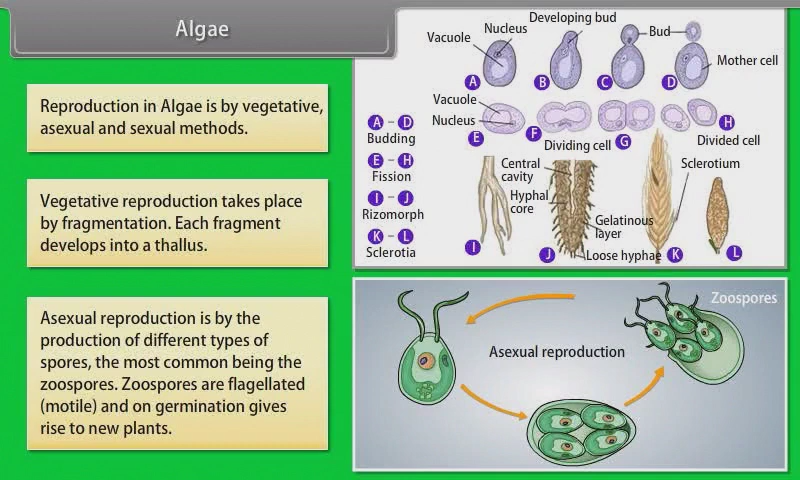 Algae
Reproduction in Algae is by vegetative,
asexual and sexual methods.
Vegetative reproduction takes place
by fragmentation. Each fragment
develops into a thallus.
Asexual reproduction is by the
production of different types of
spores, the most common being the
zoospores. Zoospores are flagellated
(motile) and on germination gives
rise to new plants.
Vacuole
Nucleus
Developing bud
Bud
Mother cell
A B C D
Vacuole
Nucleus
E F
Dividing cell
G H
Divided cell
A – D
Budding
E – H
Fission
I – J
Rizomorph
K – L
Sclerotia
Central
cavity
Hyphal
core
Gelatinous
layer
Loose hyphae
Sclerotium
I J K L
Zoospores
Asexual reproduction